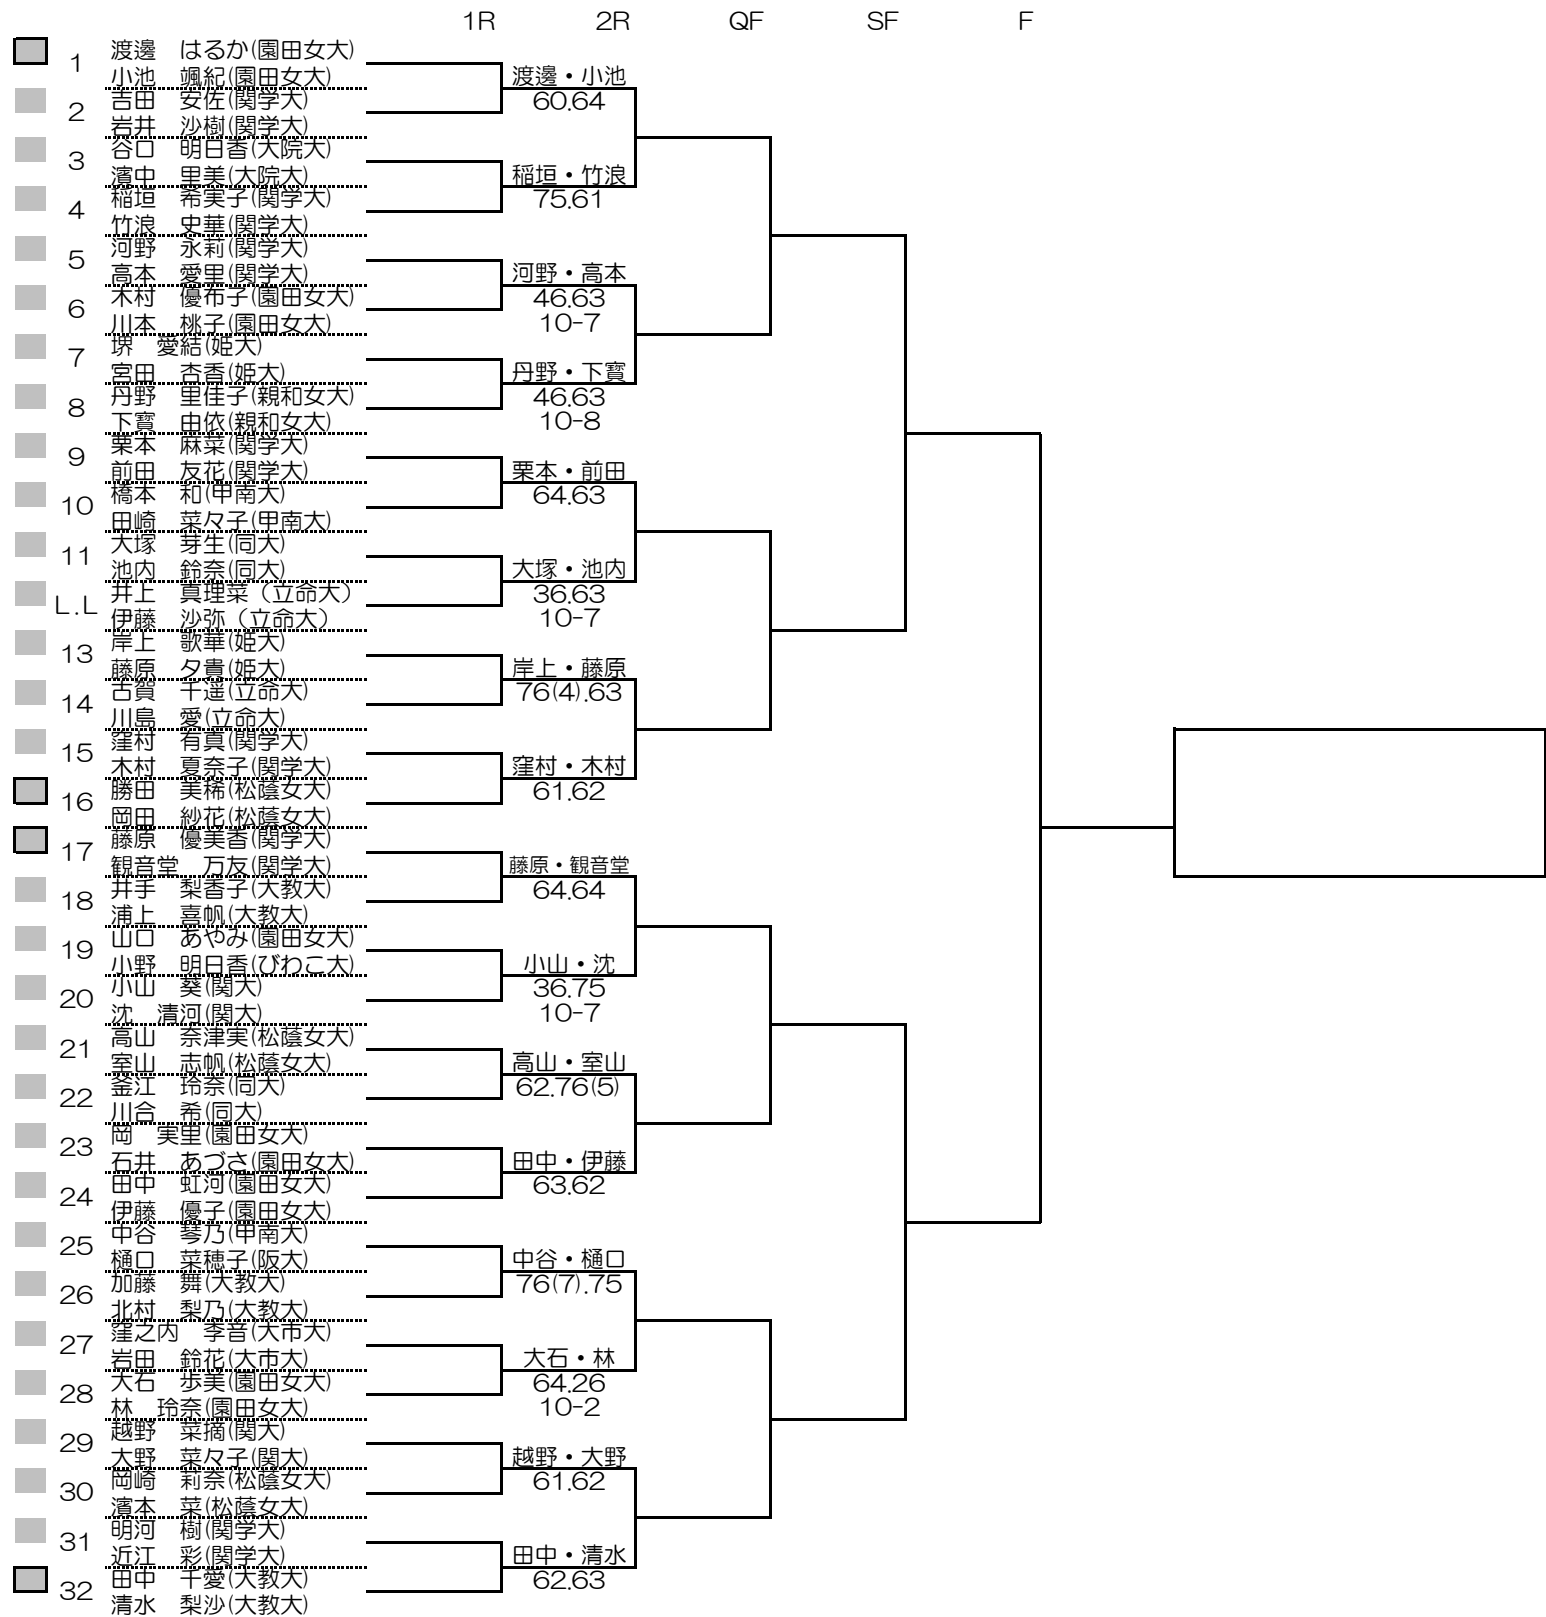 1R 2R QF SF F
1 渡邊 はるか(園田女大)
小池 颯紀(園田女大) 渡邊・小池
2 吉田 安佐(関学大) 60.64
岩井 沙樹(関学大)
3 谷口 明日香(大院大)
濱中 里美(大院大) 稲垣・竹浪
4 稲垣 希実子(関学大) 75.61
竹浪 史華(関学大)
5 河野 永莉(関学大)
高本 愛里(関学大) 河野・高本
6 木村 優布子(園田女大) 46.63
川本 桃子(園田女大) 10-7
7 堺 愛結(姫大)
宮田 杏香(姫大) 丹野・下寳
8 丹野 里佳子(親和女大) 46.63
下寳 由依(親和女大) 10-8
9 栗本 麻菜(関学大)
前田 友花(関学大) 栗本・前田
10 橋本 和(甲南大) 64.63
田崎 菜々子(甲南大)
11 大塚 芽生(同大)
池内 鈴奈(同大) 大塚・池内
L.L 井上 真理菜(立命大) 36.63
伊藤 沙弥(立命大) 10-7
13 岸上 歌華(姫大)
藤原 夕貴(姫大) 岸上・藤原
14 古賀 千遥(立命大) 76(4).63
川島 愛(立命大)
15 窪村 有真(関学大)
木村 夏奈子(関学大) 窪村・木村
16 勝田 美稀(松蔭女大) 61.62
岡田 紗花(松蔭女大)
17 藤原 優美香(関学大)
観音堂 万友(関学大) 藤原・観音堂
18 井手 梨香子(大教大) 64.64
浦上 喜帆(大教大)
19 山口 あやみ(園田女大)
小野 明日香(びわこ大) 小山・沈
20 小山 葵(関大) 36.75
沈 清河(関大) 10-7
21 高山 奈津実(松蔭女大)
室山 志帆(松蔭女大) 高山・室山
22 釜江 玲奈(同大) 62.76(5)
川合 希(同大)
23 岡 実里(園田女大)
石井 あづさ(園田女大) 田中・伊藤
24 田中 虹河(園田女大) 63.62
伊藤 優子(園田女大)
25 中谷 琴乃(甲南大)
樋口 菜穂子(阪大) 中谷・樋口
26 加藤 舞(大教大) 76(7).75
北村 梨乃(大教大)
27 窪之内 季音(大市大)
岩田 鈴花(大市大) 大石・林
28 大石 歩美(園田女大) 64.26
林 玲奈(園田女大) 10-2
29 越野 菜摘(関大)
大野 菜々子(関大) 越野・大野
30 岡崎 莉奈(松蔭女大) 61.62
濱本 菜(松蔭女大)
31 明河 樹(関学大)
近江 彩(関学大) 田中・清水
32 田中 千愛(大教大) 62.63
清水 梨沙(大教大)